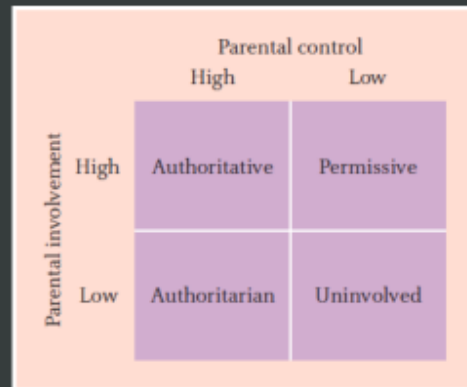 Parental control
High Low
Parental involvement
High Authoritative Permissive
Low Authoritarian Uninvolved